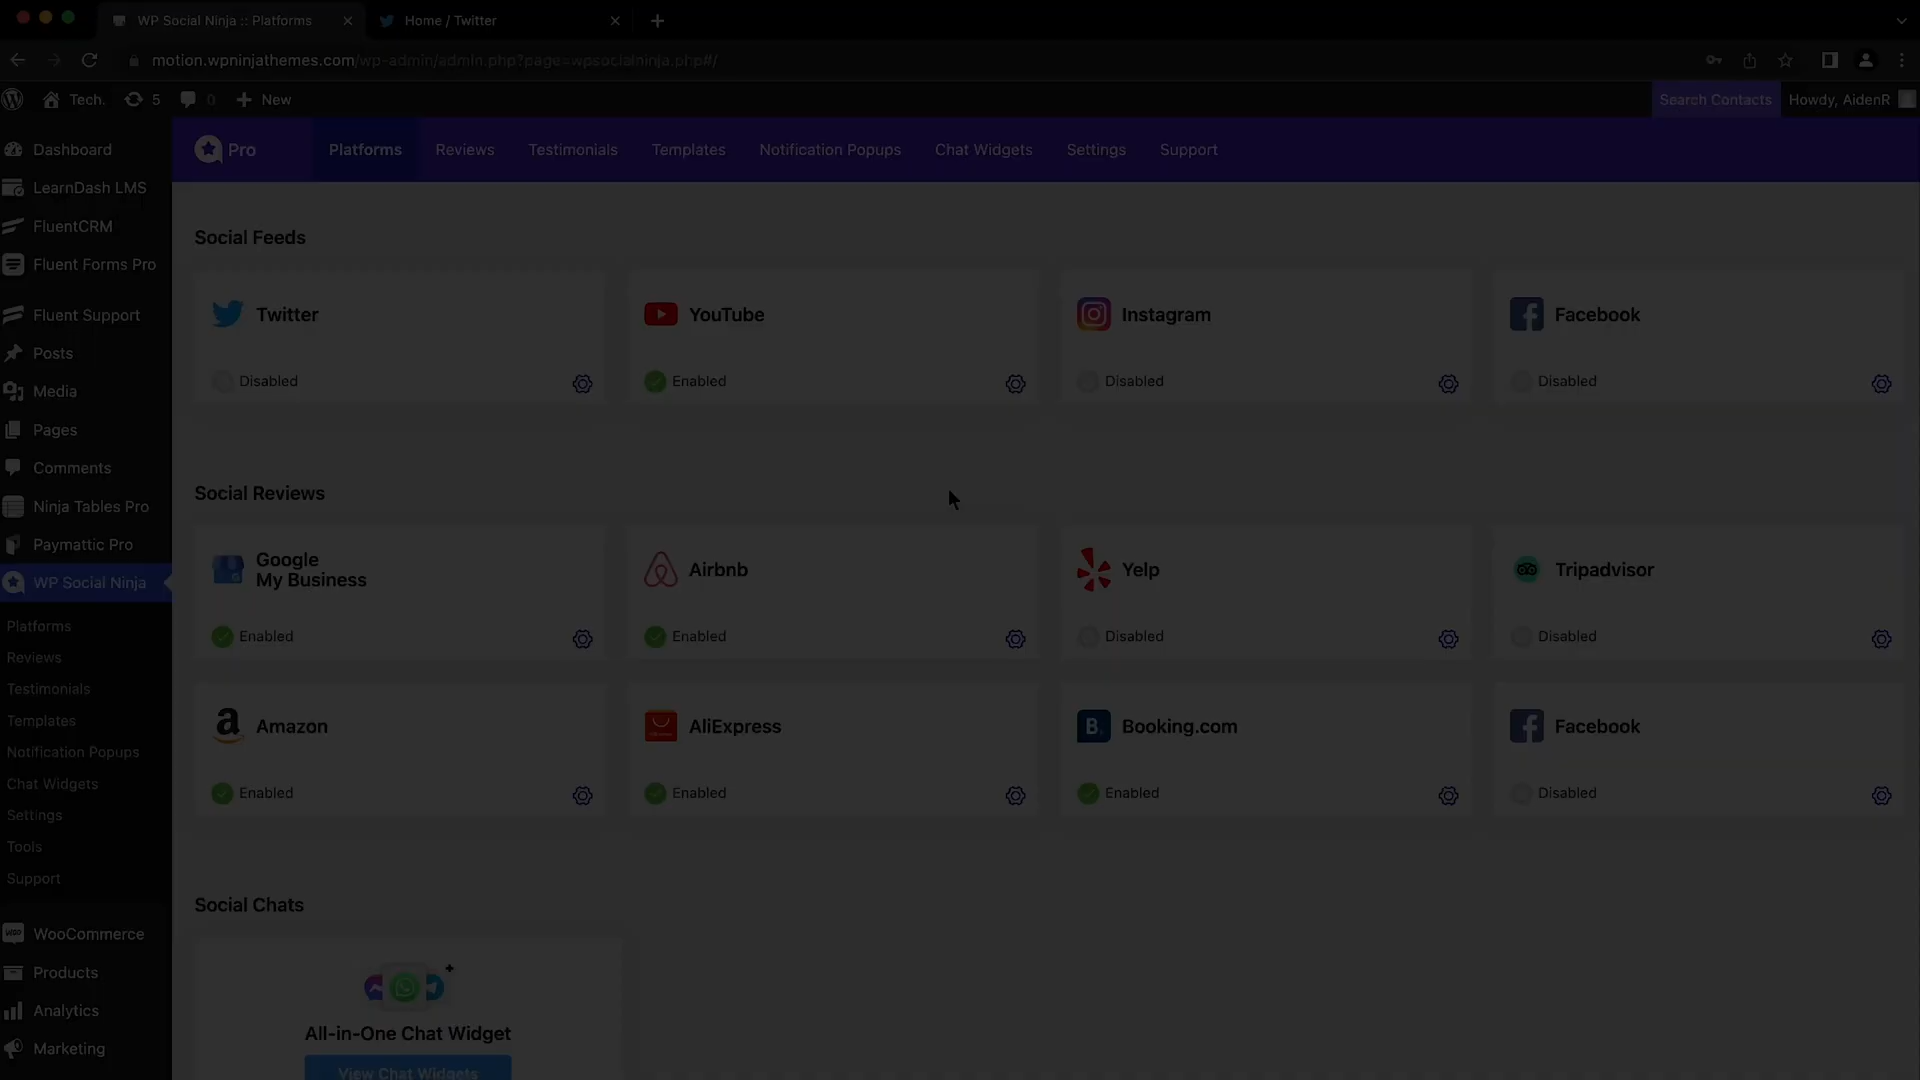 WP Social Ninja :: Platforms
Home / Twitter
motion.wpninjathemes.com/wp-admin/admin.php?page=wpsocialninja.php#/
Tech.
5
0
New
Search Contacts
Howdy, AidenR
Dashboard
LearnDash LMS
FluentCRM
Fluent Forms Pro
Fluent Support
Posts
Media
Pages
Comments
Ninja Tables Pro
Paymattic Pro
WP Social Ninja
Platforms
Reviews
Testimonials
Templates
Notification Popups
Chat Widgets
Settings
Tools
Support
WooCommerce
Products
Analytics
Marketing
Pro
Platforms
Reviews
Testimonials
Templates
Notification Popups
Chat Widgets
Settings
Support
Social Feeds
Twitter
Disabled
YouTube
Enabled
Instagram
Disabled
Facebook
Disabled
Social Reviews
Google
My Business
Enabled
Airbnb
Enabled
Yelp
Disabled
Tripadvisor
Disabled
Amazon
Enabled
AliExpress
Enabled
Booking.com
Enabled
Facebook
Disabled
Social Chats
All-in-One Chat Widget
View Chat Widgets